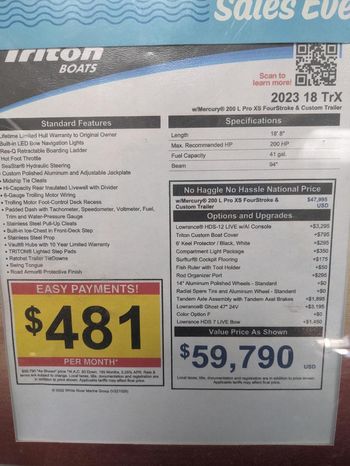 Sales Eve
TRITON
BOATS
Scan to
learn more!
2023 18 TrX
w/Mercury® 200 L Pro XS FourStroke & Custom Trailer
Standard Features
Lifetime Limited Hull Warranty to Original Owner
Built-in LED Bow Navigation Lights
Res-Q Retractable Boarding Ladder
Hot Foot Throttle
• SeaStar® Hydraulic Steering
• Custom Polished Aluminum and Adjustable Jackplate
• Midship Tie Cleats
• Hi-Capacity Rear Insulated Livewell with Divider
• 6-Gauge Trolling Motor Wiring
• Trolling Motor Foot-Control Deck Recess
• Padded Dash with Tachometer, Speedometer, Voltmeter, Fuel,
Trim and Water-Pressure Gauge
• Stainless Steel Pull-Up Cleats
• Built-in Ice-Chest in Front-Deck Step
• Stainless Steel Prop
• Vault® Hubs with 10 Year Limited Warranty
• TRITON® Lighted Step Pads
• Ratchet Trailer TieDowns
• Swing Tongue
• Road Armor® Protective Finish
Specifications
Length 18' 8"
Max. Recommended HP 200 HP
Fuel Capacity 41 gal.
Beam 94"
No Haggle No Hassle National Price
w/Mercury® 200 L Pro XS FourStroke & $47,995
Custom Trailer USD
Options and Upgrades
Lowrance® HDS-12 LIVE w/At Console +$3,295
Triton Custom Boat Cover +$705
6' Keel Protector / Black, White +$295
Compartment Light Package +$350
Surfur® Cockpit Flooring +$175
Fish Ruler with Tool Holder +$50
Rod Organizer +$295
14" Aluminum Polished Wheels - Standard +$0
Radial Spare Tire and Aluminum Wheel - Standard +$0
Tandem Axle Assembly with Tandem Axel Brakes +$1,895
Lowrance® Ghost 47" 24V +$3,195
Color Option F +$0
Lowrance HDS 7 LIVE Bow +$1,450
EASY PAYMENTS!
$481
PER MONTH*
Value Price As Shown
$59,790 USD